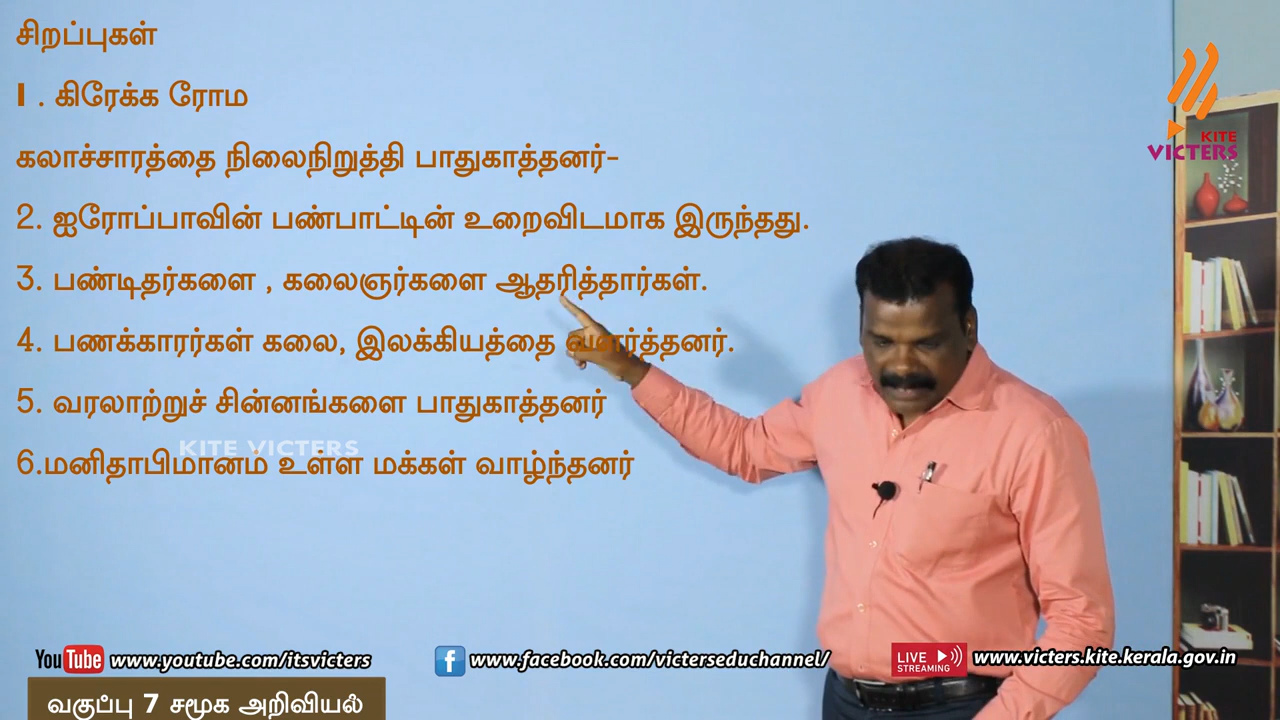 சிறப்புகள்
1 . கிரேக்க ரோம
கலாச்சாரத்தை நிலைநிறுத்தி பாதுகாத்தனர்-
2. ஐரோப்பாவின் பண்பாட்டின் உறைவிடமாக இருந்தது.
3. பண்டிதர்களை , கலைஞர்களை ஆதரித்தார்கள்.
4. பணக்காரர்கள் கலை, இலக்கியத்தை வளர்த்தனர்.
5. வரலாற்றுச் சின்னங்களை பாதுகாத்தனர்
6.மனிதாபிமானம் உள்ள மக்கள் வாழ்ந்தனர்
KITE VICTERS
KITE
VICTERS
YouTube www.youtube.com/itsvicters
f www.facebook.com/victerseduchannel/
LIVE STREAMING www.victers.kite.kerala.gov.in
வகுப்பு 7 சமூக அறிவியல்